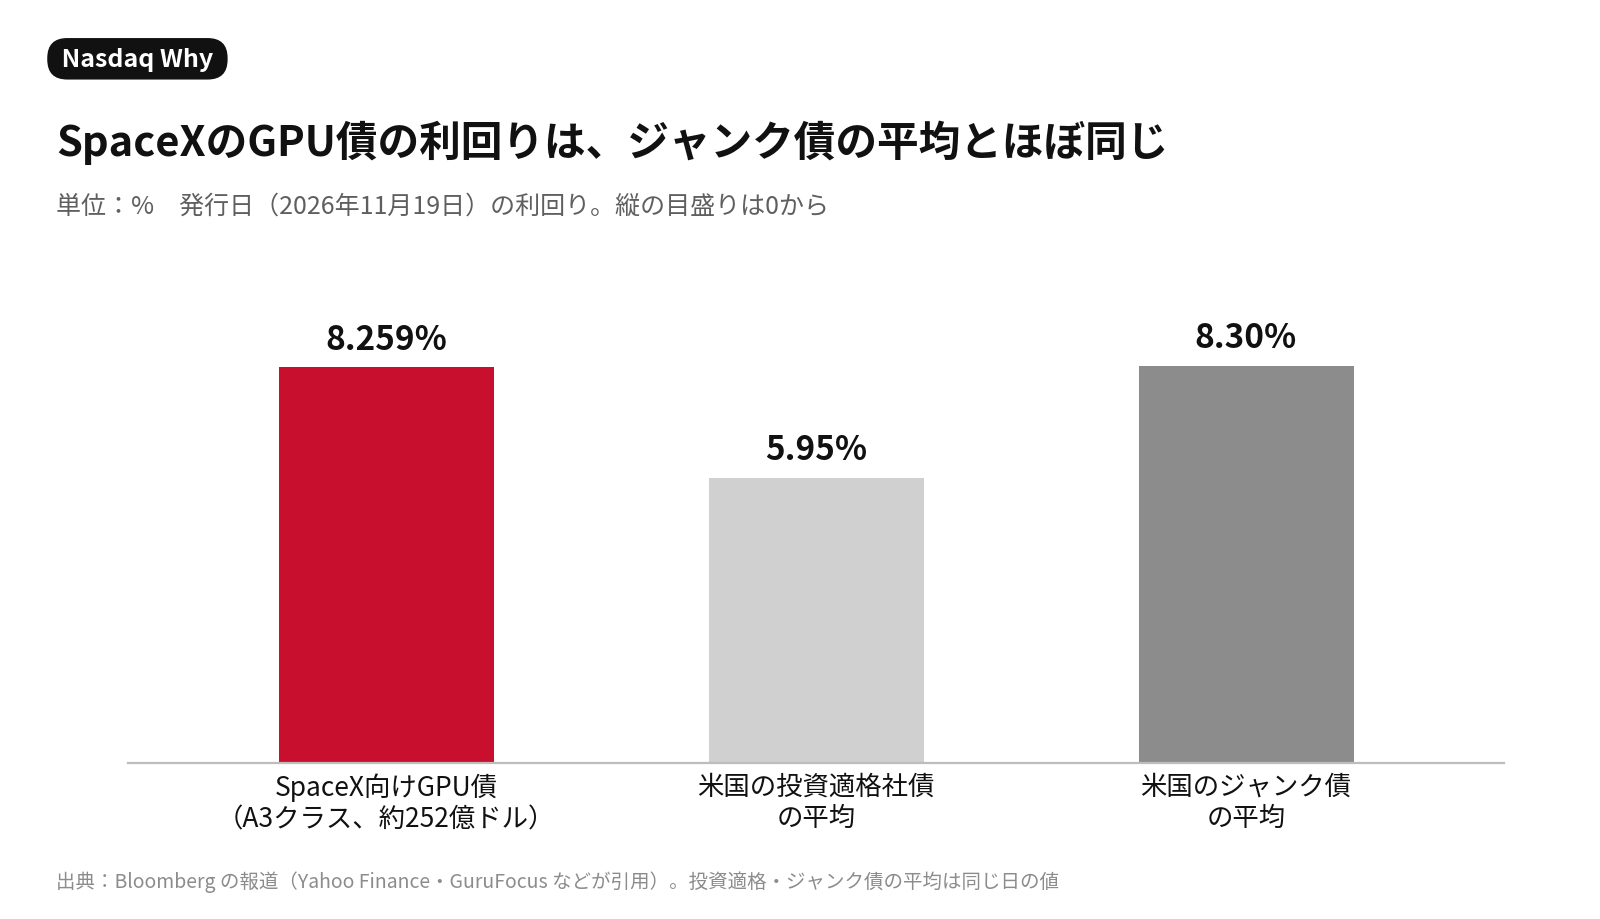 Nasdaq Why
SpaceXのGPU債の利回りは、ジャンク債の平均とほぼ同じ
単位：%　発行日（2026年11月19日）の利回り。縦の目盛りは0から
8.259%
5.95%
8.30%
SpaceX向けGPU債
（A3クラス、約252億ドル）
米国の投資適格社債
の平均
米国のジャンク債
の平均
出典：Bloomberg の報道（Yahoo Finance・GuruFocus などが引用）。投資適格・ジャンク債の平均は同じ日の値